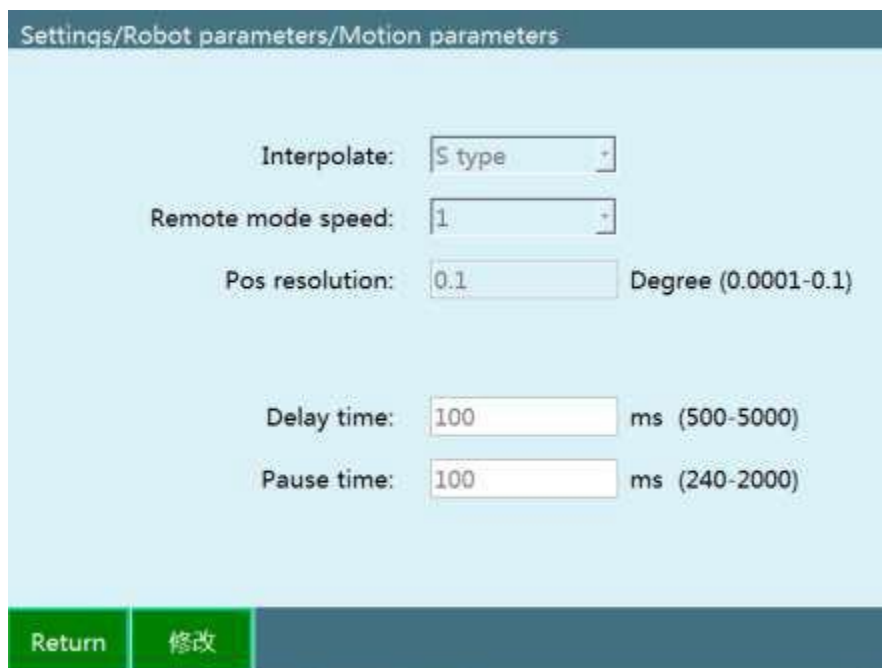 Settings/Robot parameters/Motion parameters
Interpolate: S type
Remote mode speed: 1
Pos resolution: 0.1 Degree (0.0001-0.1)
Delay time: 100 ms (500-5000)
Pause time: 100 ms (240-2000)
Return 修改